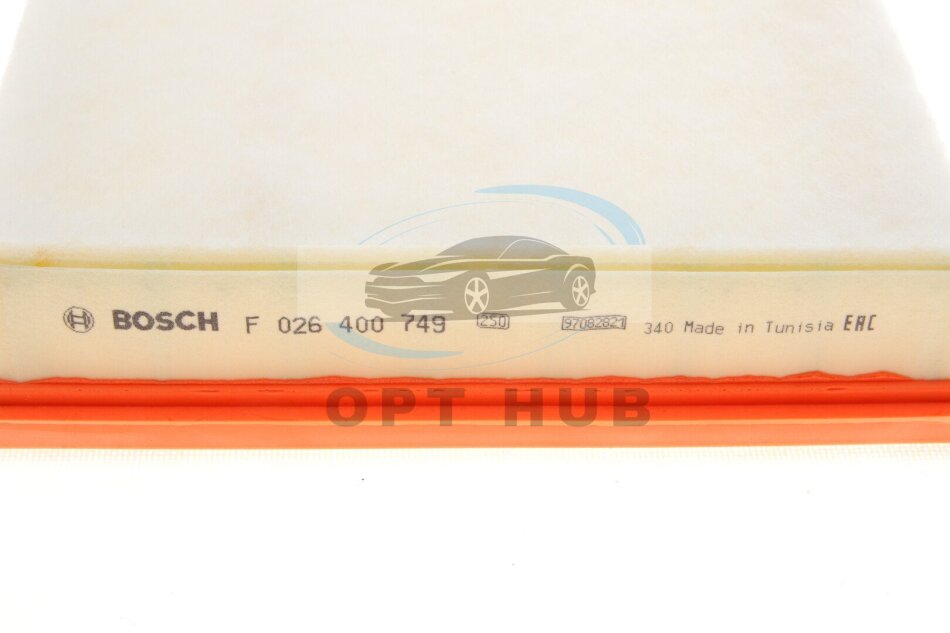 BOSCH F 026 400 749 250 97082821 340 Made in Tunisia EAC
OPT HUB